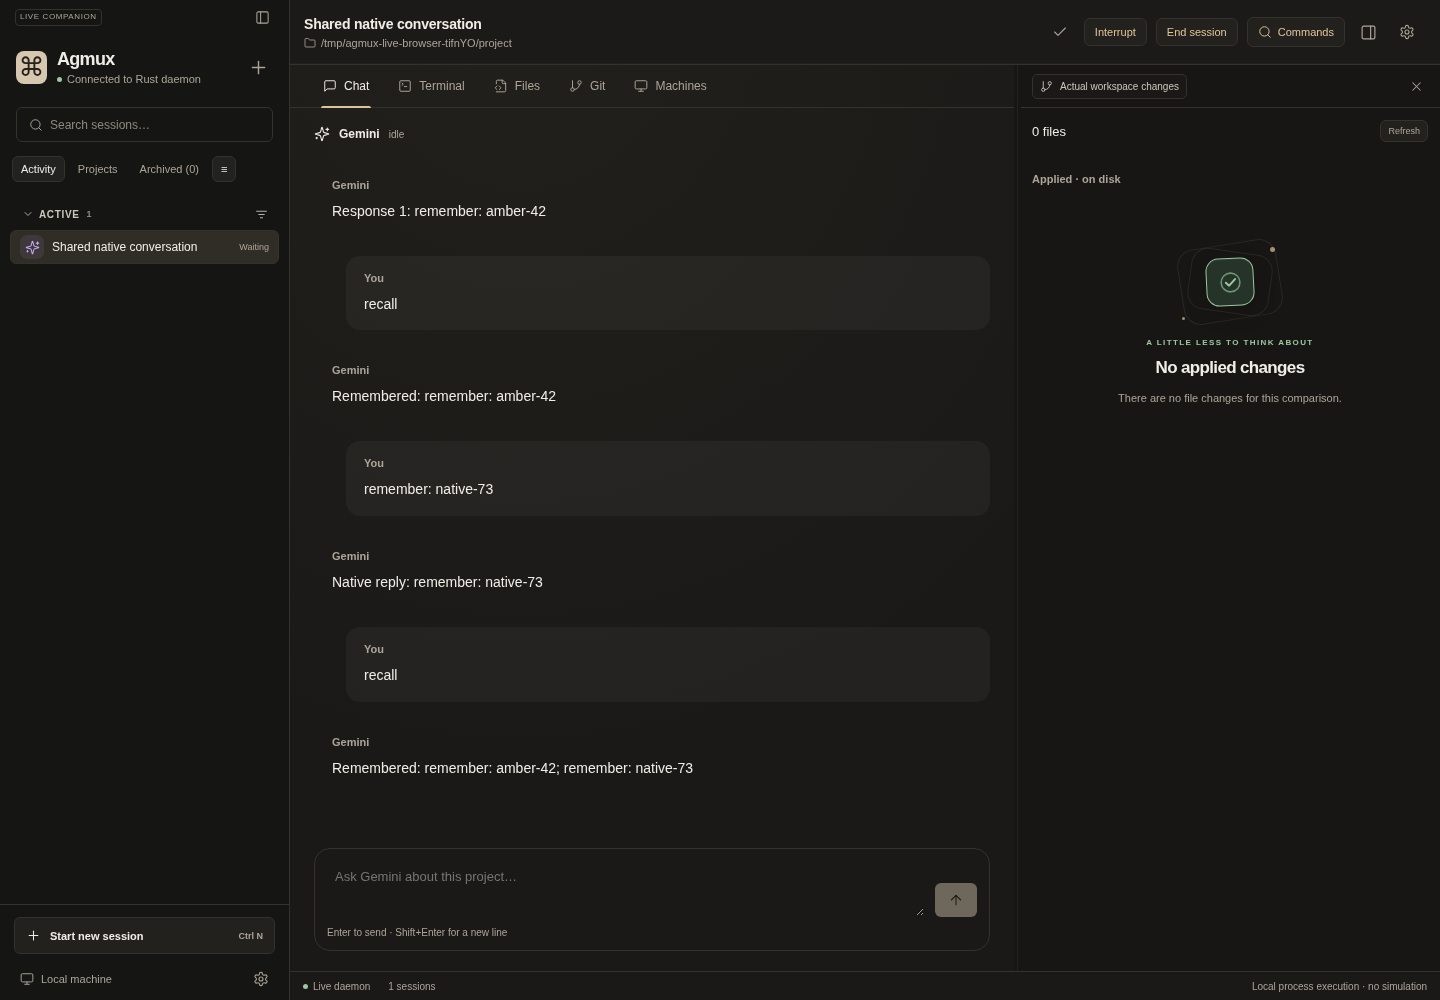 LIVE COMPANION
Agmux
Connected to Rust daemon
Search sessions…
Activity
Projects
Archived (0)
≡
ACTIVE 1
Shared native conversation
Waiting
Start new session
Ctrl N
Local machine
Shared native conversation
/tmp/agmux-live-browser-tifnYO/project
Interrupt
End session
Commands
Chat
Terminal
Files
Git
Machines
Gemini idle
Gemini
Response 1: remember: amber-42
You
recall
Gemini
Remembered: remember: amber-42
You
remember: native-73
Gemini
Native reply: remember: native-73
You
recall
Gemini
Remembered: remember: amber-42; remember: native-73
Ask Gemini about this project…
Enter to send · Shift+Enter for a new line
Actual workspace changes
0 files
Refresh
Applied · on disk
A LITTLE LESS TO THINK ABOUT
No applied changes
There are no file changes for this comparison.
Live daemon
1 sessions
Local process execution · no simulation